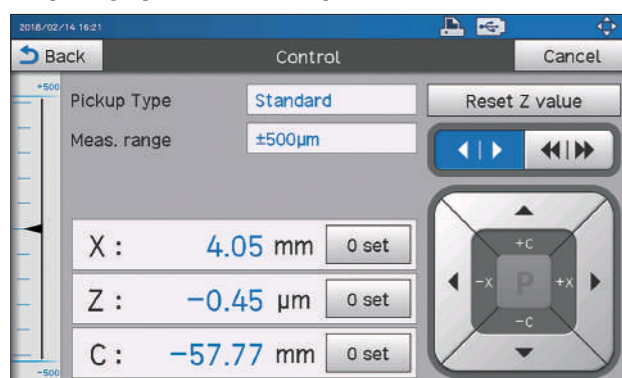 2016/02/14 16:21
Back
Control
Cancel
+500
Pickup Type
Standard
Reset Z value
Meas. range
±500μm
X : 4.05 mm 0 set
Z : -0.45 μm 0 set
C : -57.77 mm 0 set
-500
+C
-X P +X
-C